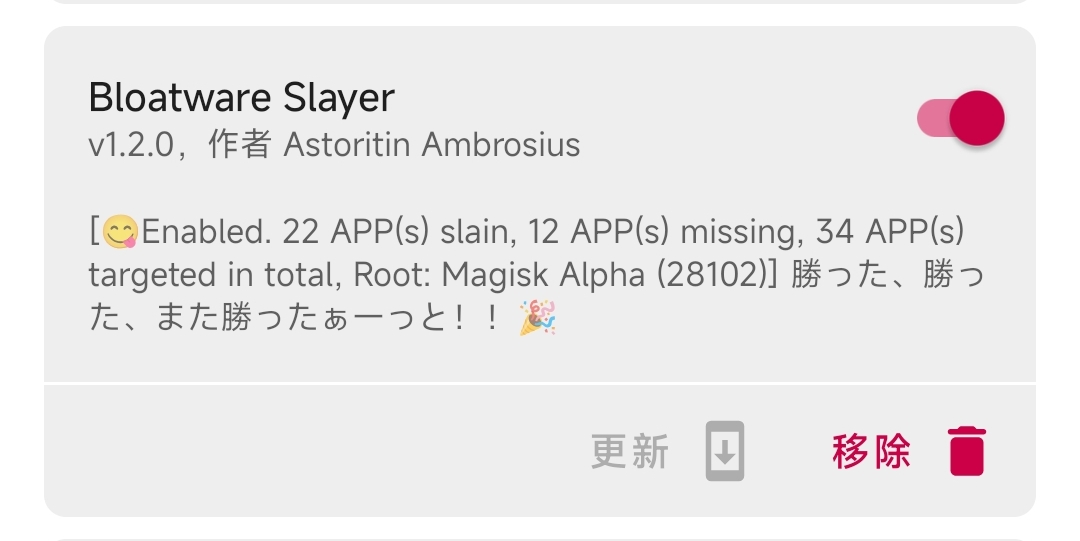 Bloatware Slayer
v1.2.0，作者 Astoritin Ambrosius
[😋Enabled. 22 APP(s) slain, 12 APP(s) missing, 34 APP(s)
targeted in total, Root: Magisk Alpha (28102)] 勝った、勝っ
た、また勝ったぁーっと！！🎉
更新
移除